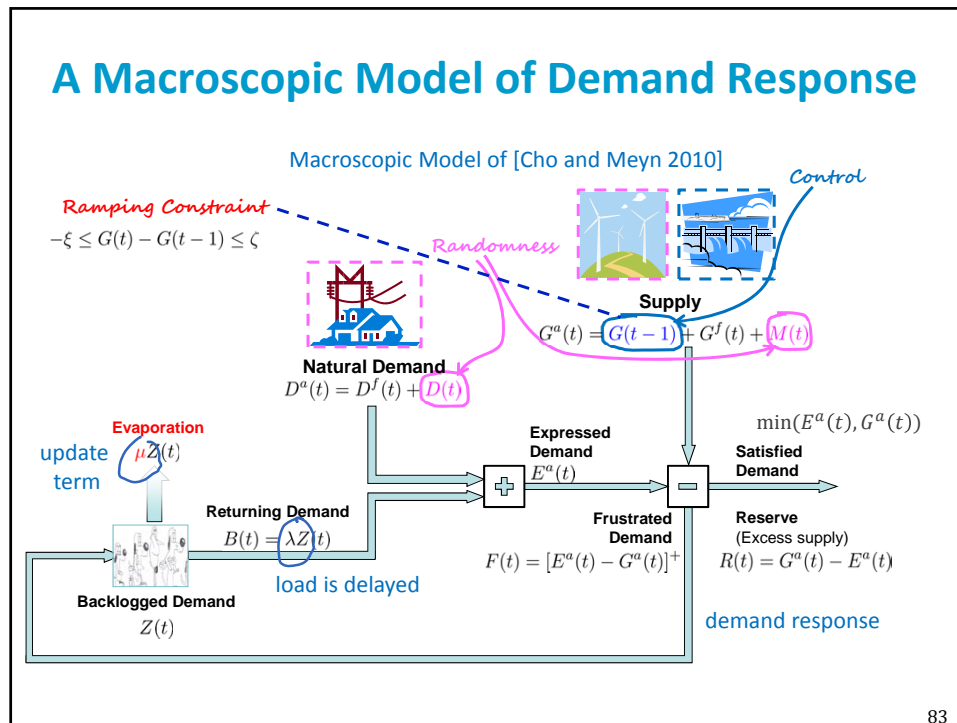 A Macroscopic Model of Demand Response
Macroscopic Model of [Cho and Meyn 2010]
Control
Ramping Constraint
−ξ ≤ G(t) − G(t − 1) ≤ ζ
Randomness
Supply
G^a(t) = G(t − 1) + G^f(t) + M(t)
Natural Demand
D^a(t) = D^f(t) + D(t)
min(E^a(t), G^a(t))
Evaporation
μZ(t)
update
term
Expressed
Demand
E^a(t)
Satisfied
Demand
+
−
Returning Demand
B(t) = λZ(t)
load is delayed
Frustrated
Demand
F(t) = [E^a(t) − G^a(t)]^+
Reserve
(Excess supply)
R(t) = G^a(t) − E^a(t)
Backlogged Demand
Z(t)
demand response
83